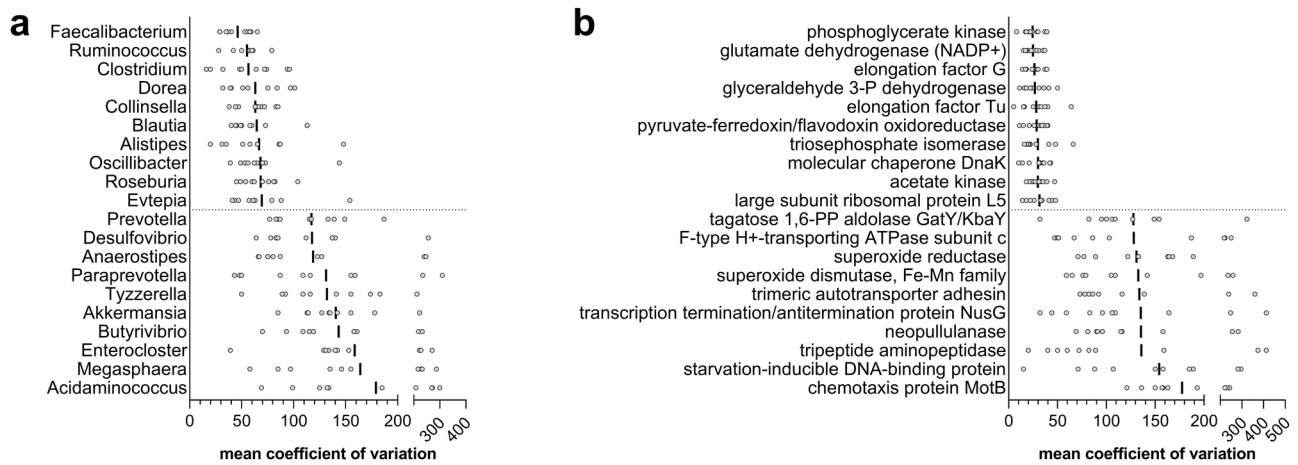 a
Faecalibacterium
Ruminococcus
Clostridium
Dorea
Collinsella
Blautia
Alistipes
Oscillibacter
Roseburia
Evtepia
Prevotella
Desulfovibrio
Anaerostipes
Paraprevotella
Tyzzerella
Akkermansia
Butyrivibrio
Enterocloster
Megasphaera
Acidaminococcus
0 50 100 150 200 300 400
mean coefficient of variation
b
phosphoglycerate kinase
glutamate dehydrogenase (NADP+)
elongation factor G
glyceraldehyde 3-P dehydrogenase
elongation factor Tu
pyruvate-ferredoxin/flavodoxin oxidoreductase
triosephosphate isomerase
molecular chaperone DnaK
acetate kinase
large subunit ribosomal protein L5
tagatose 1,6-PP aldolase GatY/KbaY
F-type H+-transporting ATPase subunit c
superoxide reductase
superoxide dismutase, Fe-Mn family
trimeric autotransporter adhesin
transcription termination/antitermination protein NusG
neopullulanase
tripeptide aminopeptidase
starvation-inducible DNA-binding protein
chemotaxis protein MotB
0 50 100 150 200 300 400 500
mean coefficient of variation